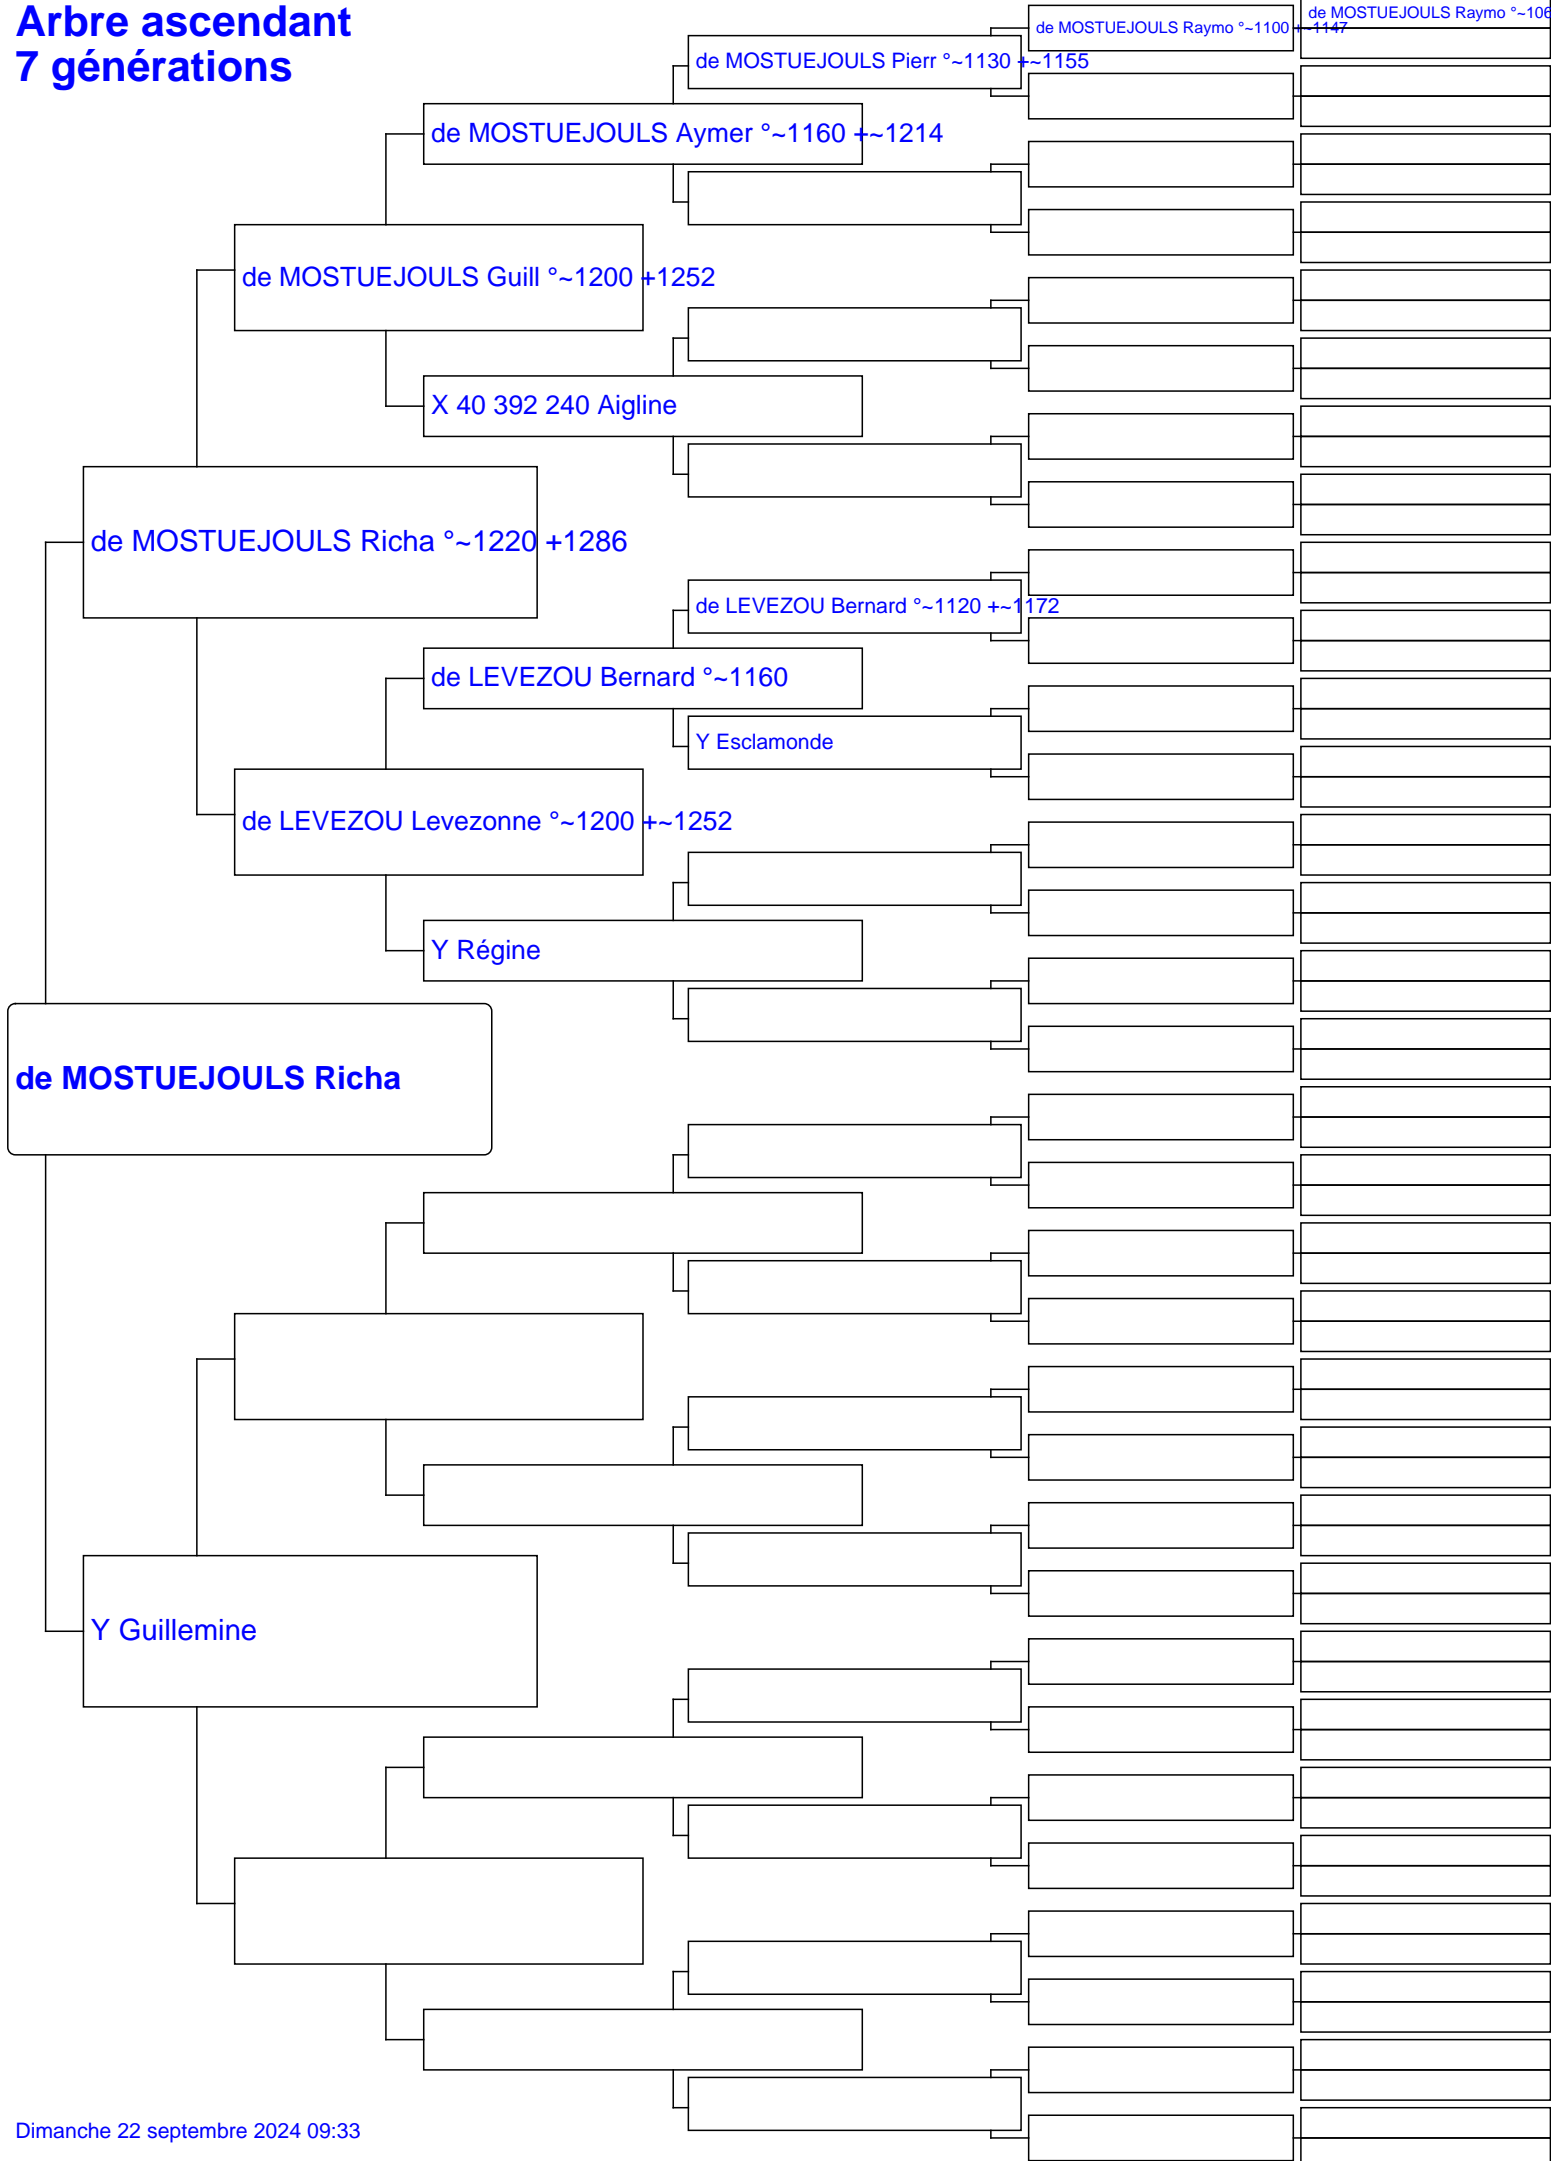 Arbre ascendant
7 générations
de MOSTUEJOULS Raymo °~106
de MOSTUEJOULS Raymo °~1100 +~1147
de MOSTUEJOULS Pierr °~1130 +~1155
de MOSTUEJOULS Aymer °~1160 +~1214
de MOSTUEJOULS Guill °~1200 +1252
X 40 392 240 Aigline
de MOSTUEJOULS Richa °~1220 +1286
de LEVEZOU Bernard °~1120 +~1172
de LEVEZOU Bernard °~1160
Y Esclamonde
de LEVEZOU Levezonne °~1200 +~1252
Y Régine
de MOSTUEJOULS Richa
Y Guillemine
Dimanche 22 septembre 2024 09:33